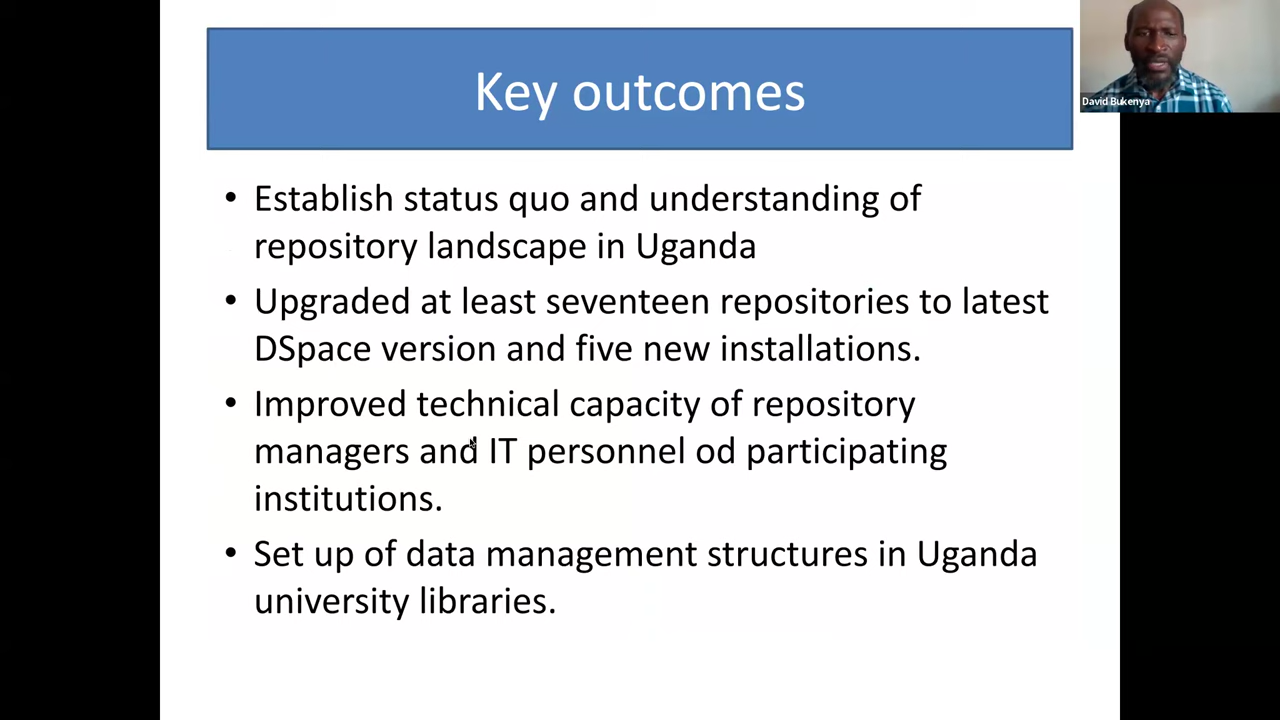 Key outcomes
David Bukenya
• Establish status quo and understanding of
repository landscape in Uganda
• Upgraded at least seventeen repositories to latest
DSpace version and five new installations.
• Improved technical capacity of repository
managers and IT personnel od participating
institutions.
• Set up of data management structures in Uganda
university libraries.